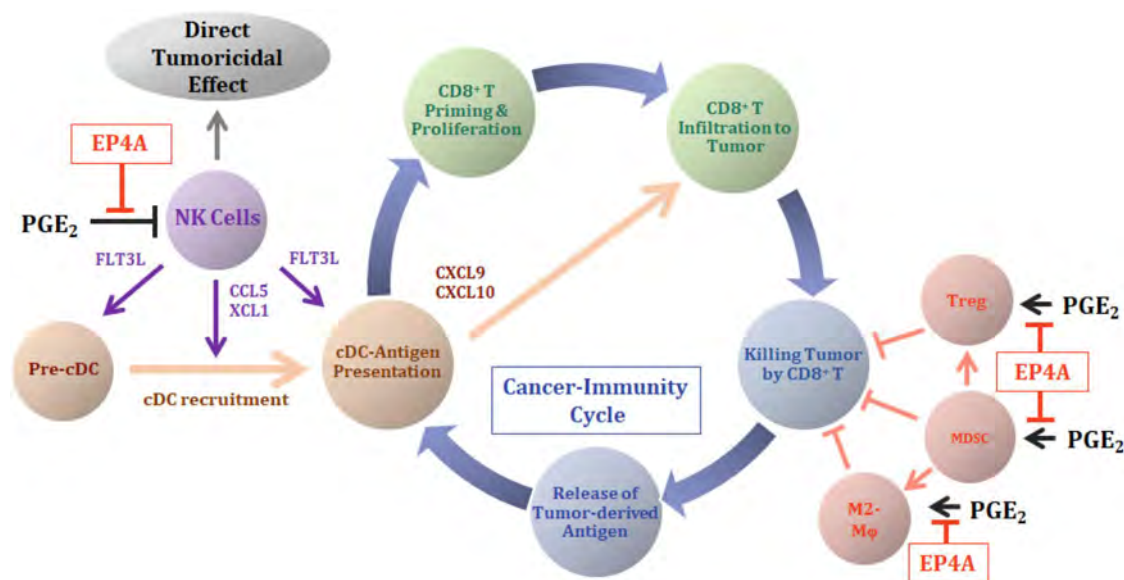 Direct
Tumoricidal
Effect
EP4A
PGE₂
NK Cells
FLT3L
FLT3L
CCL5
XCL1
Pre-cDC
cDC recruitment
cDC-Antigen
Presentation
CD8⁺ T
Priming &
Proliferation
CD8⁺ T
Infiltration to
Tumor
CXCL9
CXCL10
Cancer-Immunity
Cycle
Killing Tumor
by CD8⁺ T
Release of
Tumor-derived
Antigen
Treg
PGE₂
EP4A
MDSC
PGE₂
M2-
Mφ
PGE₂
EP4A